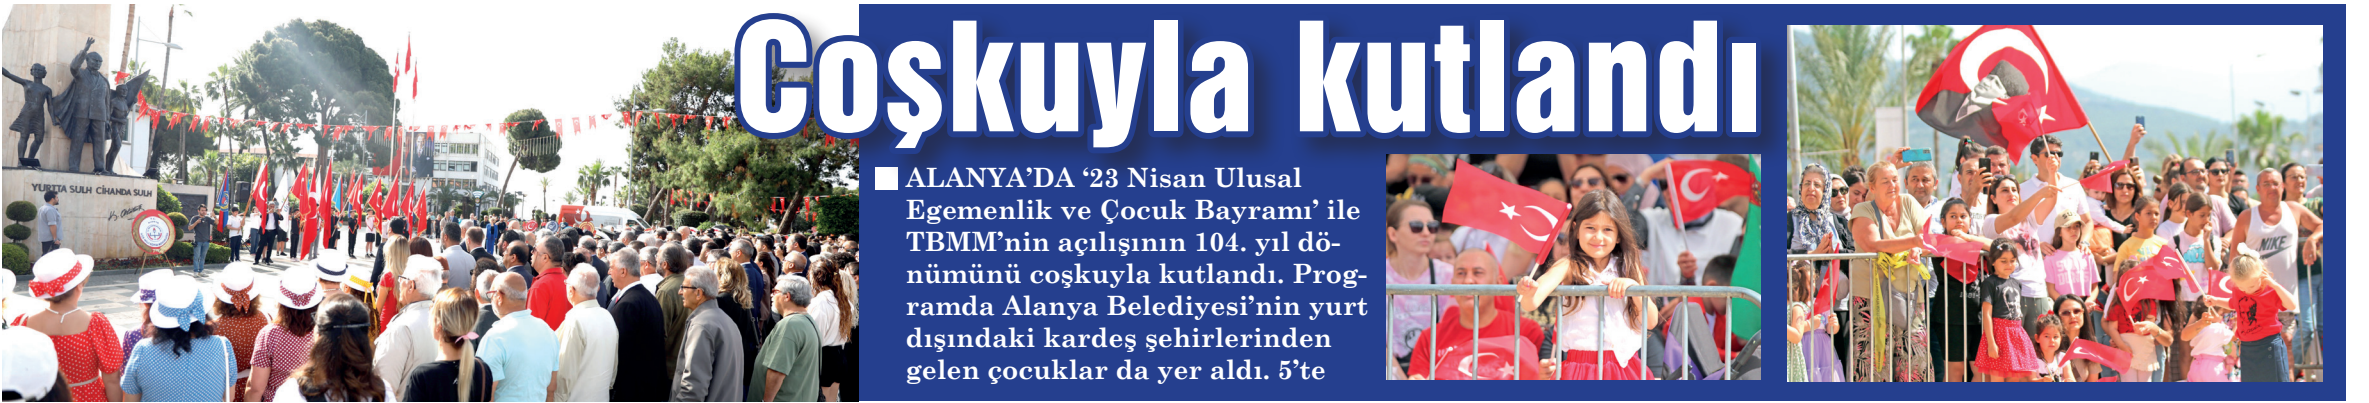 Coşkuyla kutlandı
YURTTA SULH CİHANDA SULH
ALANYA’DA ‘23 Nisan Ulusal
Egemenlik ve Çocuk Bayramı’ ile
TBMM’nin açılışının 104. yıl dö-
nümünü coşkuyla kutlandı. Prog-
ramda Alanya Belediyesi’nin yurt
dışındaki kardeş şehirlerinden
gelen çocuklar da yer aldı. 5’te
NIKE